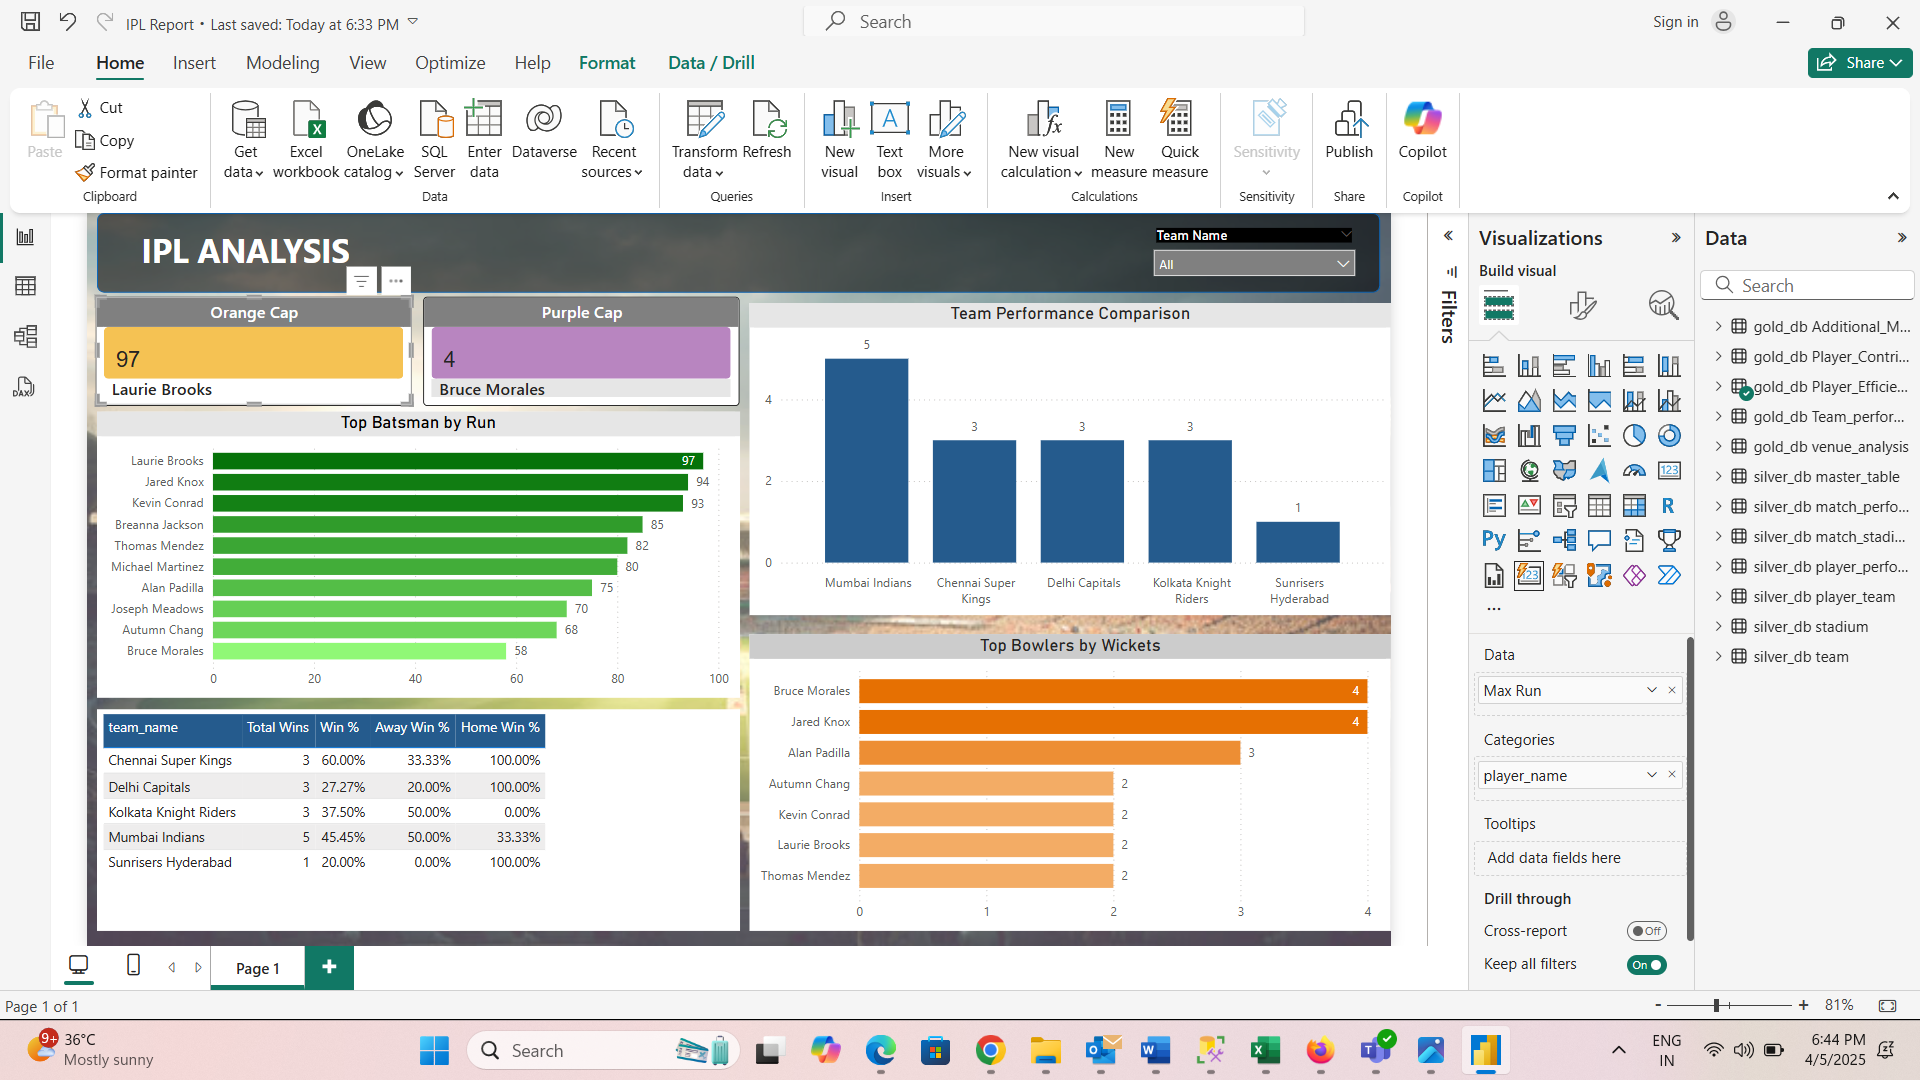 IPL Report • Last saved: Today at 6:33 PM
Search
Sign in
File
Home
Insert
Modeling
View
Optimize
Help
Format
Data / Drill
Share
Paste
Cut
Copy
Format painter
Clipboard
Get data
Excel workbook
OneLake catalog
SQL Server
Enter data
Dataverse
Recent sources
Data
Transform data
Refresh
Queries
New visual
Text box
More visuals
Insert
New visual calculation
New measure
Quick measure
Calculations
Sensitivity
Sensitivity
Publish
Share
Copilot
Copilot
IPL ANALYSIS
Team Name
All
Orange Cap
97
Laurie Brooks
Purple Cap
4
Bruce Morales
Top Batsman by Run
Laurie Brooks 97
Jared Knox 94
Kevin Conrad 93
Breanna Jackson 85
Thomas Mendez 82
Michael Martinez 80
Alan Padilla 75
Joseph Meadows 70
Autumn Chang 68
Bruce Morales 58
0 20 40 60 80 100
team_name Total Wins Win % Away Win % Home Win %
Chennai Super Kings 3 60.00% 33.33% 100.00%
Delhi Capitals 3 27.27% 20.00% 100.00%
Kolkata Knight Riders 3 37.50% 50.00% 0.00%
Mumbai Indians 5 45.45% 50.00% 33.33%
Sunrisers Hyderabad 1 20.00% 0.00% 100.00%
Team Performance Comparison
5
3
3
3
1
4
2
0
Mumbai Indians
Chennai Super Kings
Delhi Capitals
Kolkata Knight Riders
Sunrisers Hyderabad
Top Bowlers by Wickets
Bruce Morales 4
Jared Knox 4
Alan Padilla 3
Autumn Chang 2
Kevin Conrad 2
Laurie Brooks 2
Thomas Mendez 2
0 1 2 3 4
Filters
Visualizations
Build visual
123
R
Py
123
...
Data
Max Run
Categories
player_name
Tooltips
Add data fields here
Drill through
Cross-report
Off
Keep all filters
On
Data
Search
gold_db Additional_M...
gold_db Player_Contri...
gold_db Player_Efficie...
gold_db Team_perfor...
gold_db venue_analysis
silver_db master_table
silver_db match_perfo...
silver_db match_stadi...
silver_db player_perfo...
silver_db player_team
silver_db stadium
silver_db team
DAX
Page 1
+
Page 1 of 1
- + 81%
9+
36°C
Mostly sunny
Search
ENG
IN
6:44 PM
4/5/2025